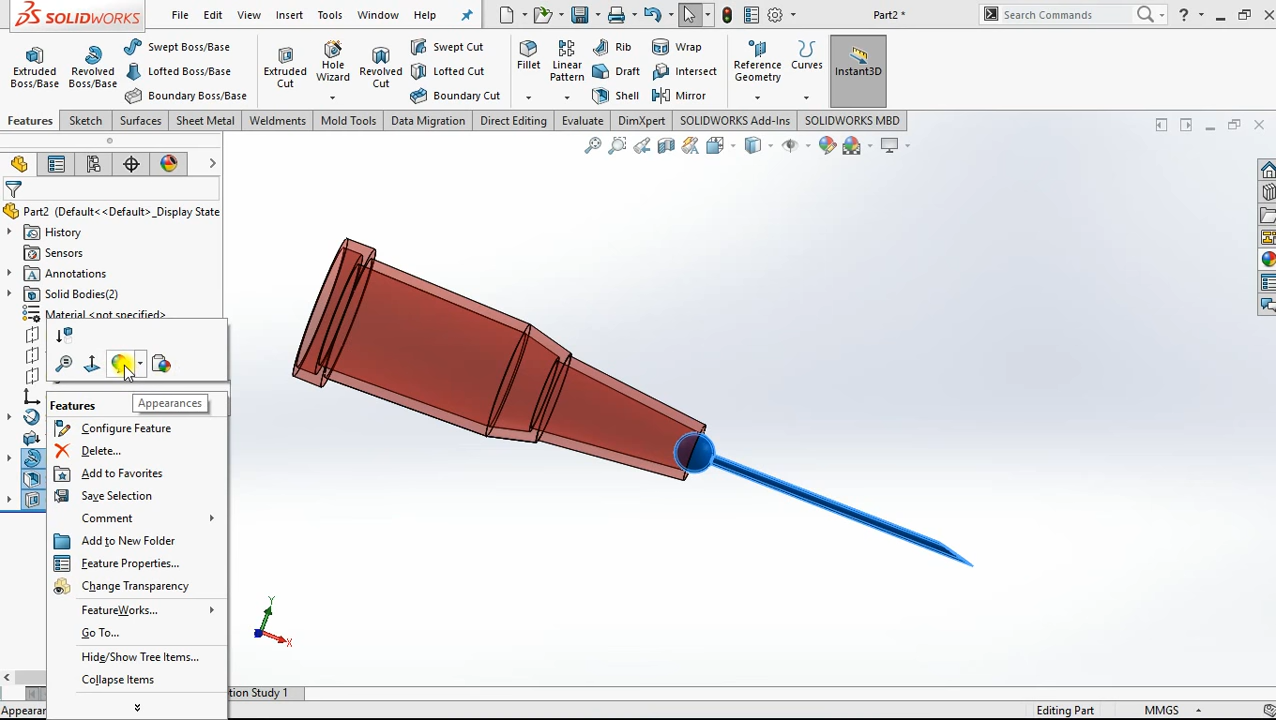 SOLIDWORKS File Edit View Insert Tools Window Help Part2 * Search Commands ?
Extruded Boss/Base Revolved Boss/Base Swept Boss/Base Lofted Boss/Base Boundary Boss/Base Extruded Cut Hole Wizard Revolved Cut Swept Cut Lofted Cut Boundary Cut Fillet Linear Pattern Rib Draft Shell Wrap Intersect Mirror Reference Geometry Curves Instant3D
Features Sketch Surfaces Sheet Metal Weldments Mold Tools Data Migration Direct Editing Evaluate DimXpert SOLIDWORKS Add-Ins SOLIDWORKS MBD
Part2 (Default<<Default>_Display State
History
Sensors
Annotations
Solid Bodies(2)
Material <not specified>
Appearances
Features
Configure Feature
Delete...
Add to Favorites
Save Selection
Comment
Add to New Folder
Feature Properties...
Change Transparency
FeatureWorks...
Go To...
Hide/Show Tree Items...
Collapse Items
Y
X
tion Study 1
Appearan
Editing Part MMGS